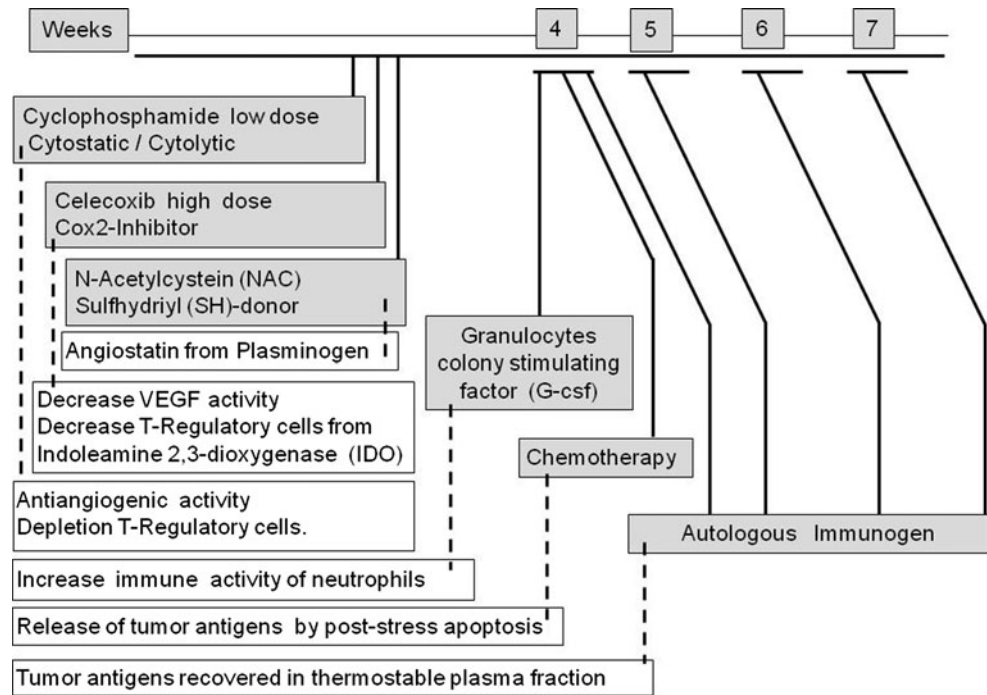 Weeks
4
5
6
7
Cyclophosphamide low dose
Cytostatic / Cytolytic
Celecoxib high dose
Cox2-Inhibitor
N-Acetylcystein (NAC)
Sulfhydriyl (SH)-donor
Angiostatin from Plasminogen
Granulocytes
colony stimulating
factor (G-csf)
Decrease VEGF activity
Decrease T-Regulatory cells from
Indoleamine 2,3-dioxygenase (IDO)
Chemotherapy
Antiangiogenic activity
Depletion T-Regulatory cells.
Autologous Immunogen
Increase immune activity of neutrophils
Release of tumor antigens by post-stress apoptosis
Tumor antigens recovered in thermostable plasma fraction